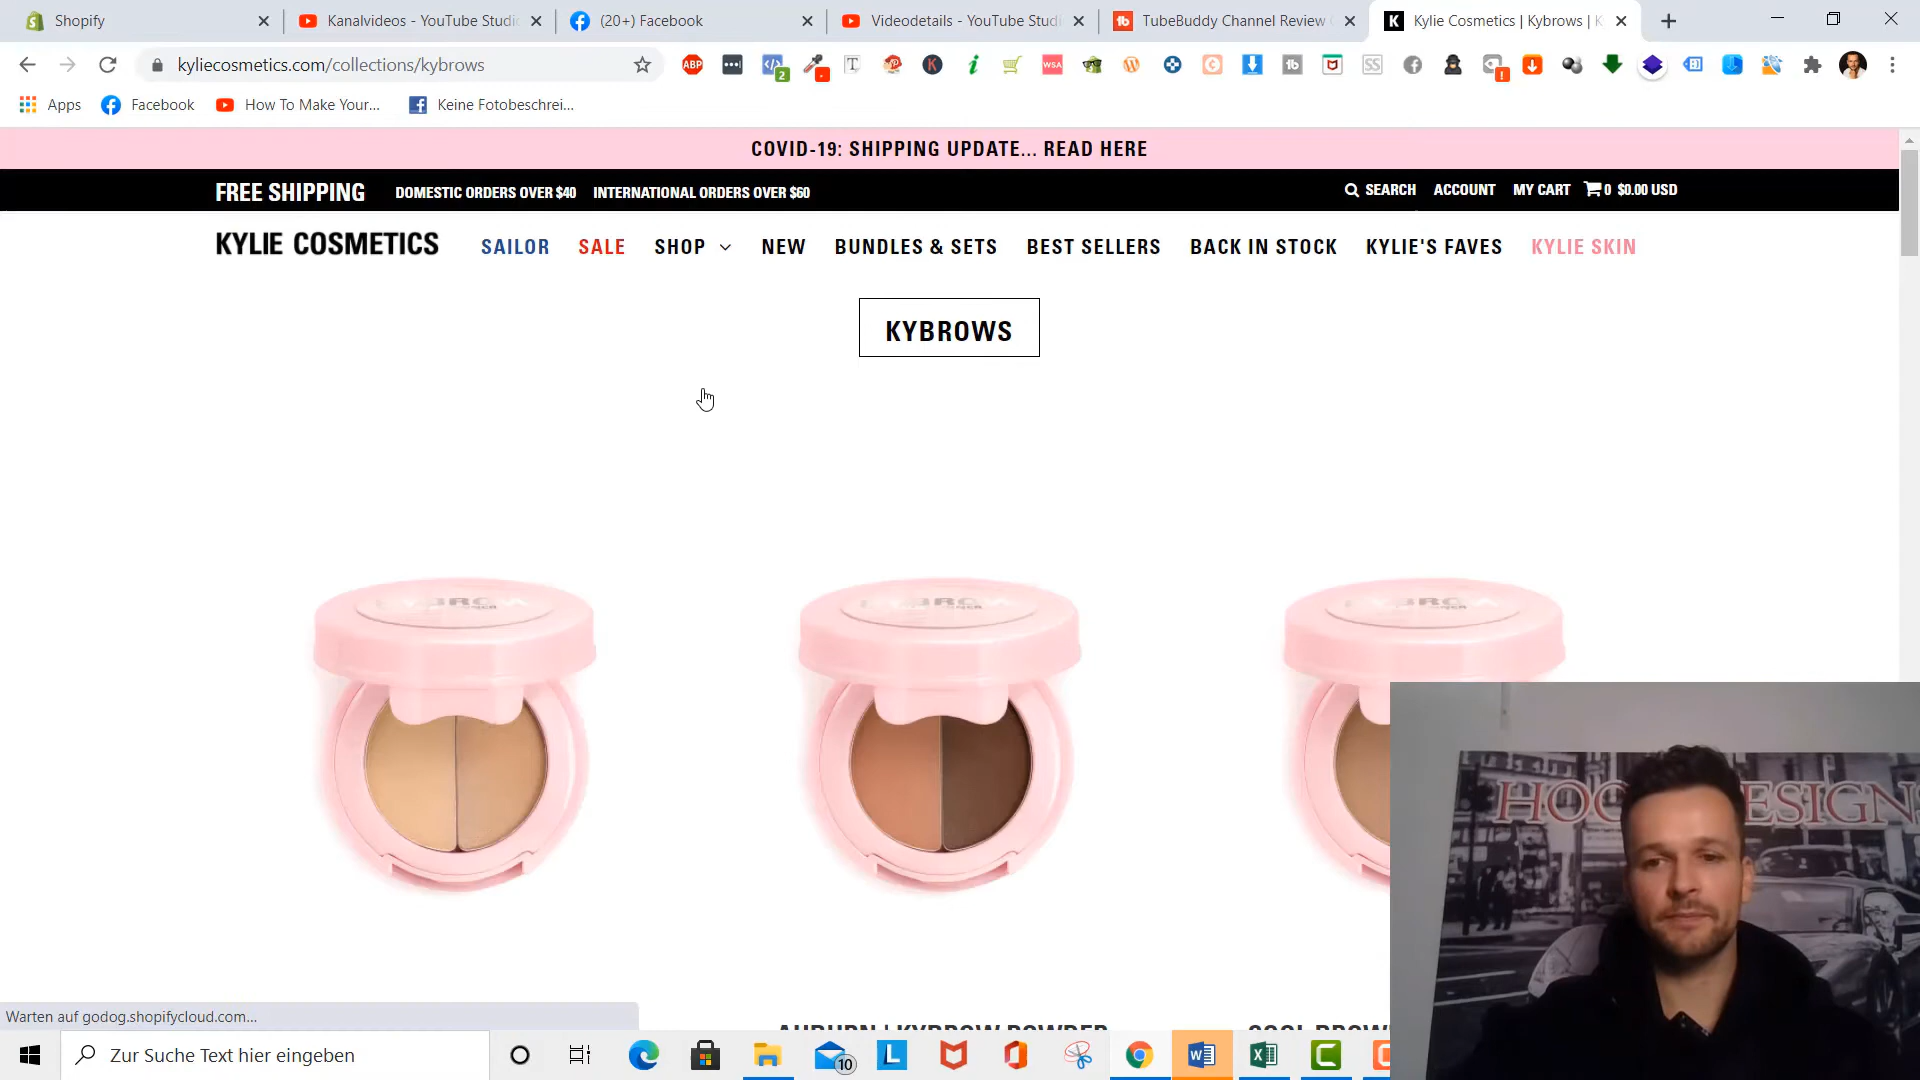 Shopify
Kanalvideos - YouTube Studi
(20+) Facebook
Videodetails - YouTube Studi
TubeBuddy Channel Review
Kylie Cosmetics | Kybrows | K
kyliecosmetics.com/collections/kybrows
Apps
Facebook
How To Make Your...
Keine Fotobeschrei...
COVID-19: SHIPPING UPDATE... READ HERE
FREE SHIPPING DOMESTIC ORDERS OVER $40 INTERNATIONAL ORDERS OVER $60
SEARCH ACCOUNT MY CART 0 $0.00 USD
KYLIE COSMETICS SAILOR SALE SHOP NEW BUNDLES & SETS BEST SELLERS BACK IN STOCK KYLIE'S FAVES KYLIE SKIN
KYBROWS
AUBURN | KYBROW POWDER
Warten auf godog.shopifycloud.com...
Zur Suche Text hier eingeben
10